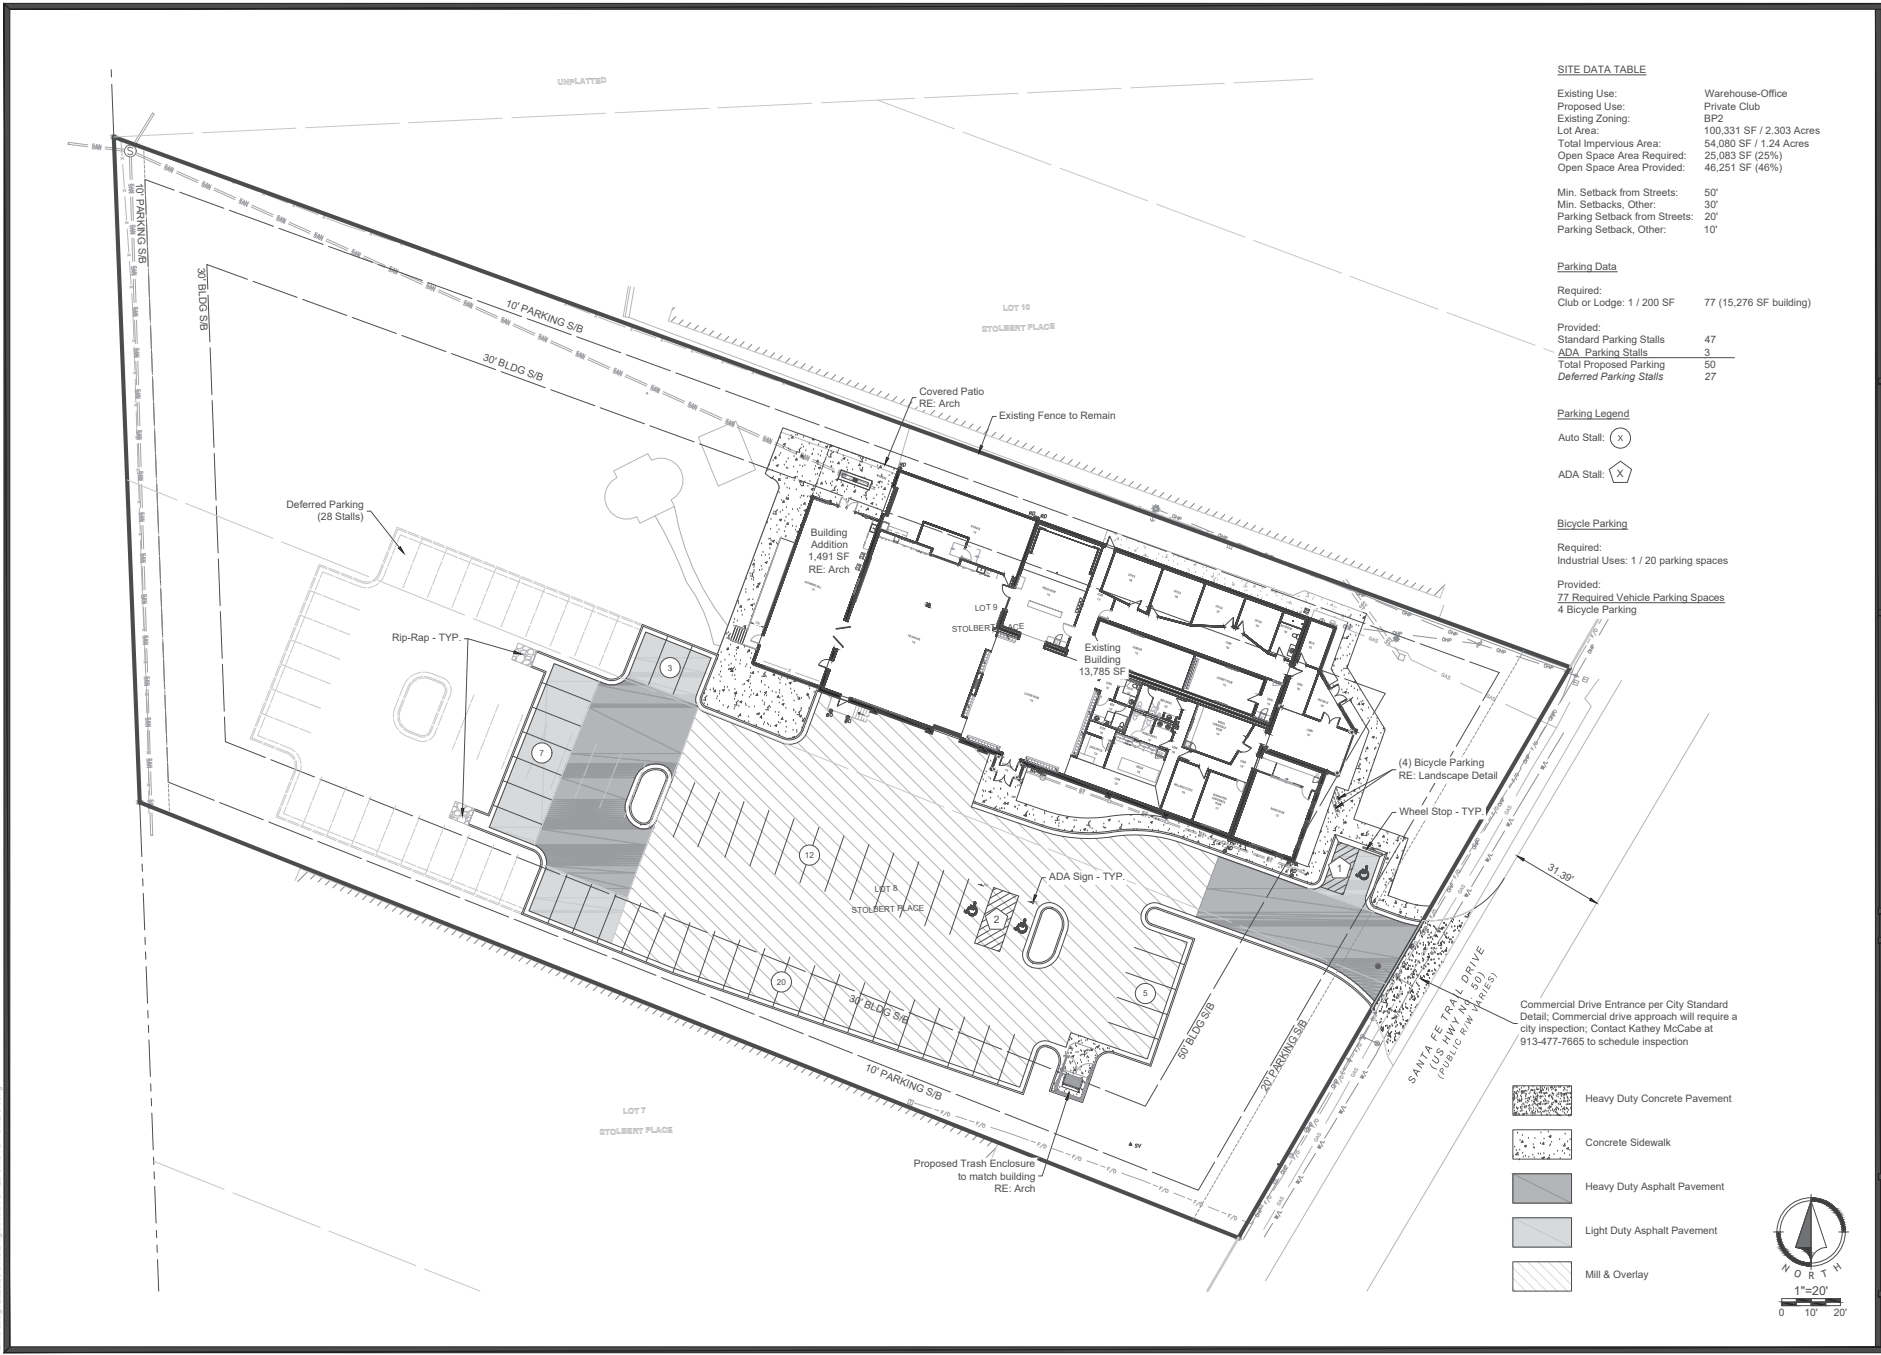 UNPLATTED
SITE DATA TABLE
Existing Use: Warehouse-Office
Proposed Use: Private Club
Existing Zoning: BP2
Lot Area: 100,331 SF / 2.303 Acres
Total Impervious Area: 54,080 SF / 1.24 Acres
Open Space Area Required: 25,083 SF (25%)
Open Space Area Provided: 46,251 SF (46%)
Min. Setback from Streets: 50'
Min. Setbacks, Other: 30'
Parking Setback from Streets: 20'
Parking Setback, Other: 10'
Parking Data
Required:
Club or Lodge: 1 / 200 SF 77 (15,276 SF building)
Provided:
Standard Parking Stalls 47
ADA Parking Stalls 3
Total Proposed Parking 50
Deferred Parking Stalls 27
Parking Legend
Auto Stall: X
ADA Stall: X
Bicycle Parking
Required:
Industrial Uses: 1 / 20 parking spaces
Provided:
77 Required Vehicle Parking Spaces
4 Bicycle Parking
S
10' PARKING S/B
30' BLDG S/B
10' PARKING S/B
30' BLDG S/B
LOT 10
STOLBERT PLACE
Covered Patio
RE: Arch
Existing Fence to Remain
Deferred Parking
(28 Stalls)
Building
Addition
1,491 SF
RE: Arch
LOT 9
STOLBERT PLACE
Existing
Building
13,785 SF
Rip-Rap - TYP.
3
7
12
20
2
5
1
(4) Bicycle Parking
RE: Landscape Detail
Wheel Stop - TYP.
ADA Sign - TYP.
LOT 8
STOLBERT PLACE
31.39'
30' BLDG S/B
50' BLDG S/B
20' PARKING S/B
10' PARKING S/B
SANTA FE TRAIL DRIVE
(US HWY No. 50)
(PUBLIC R/W VARIES)
Commercial Drive Entrance per City Standard
Detail; Commercial drive approach will require a
city inspection; Contact Kathey McCabe at
913-477-7665 to schedule inspection
LOT 7
STOLBERT PLACE
Proposed Trash Enclosure
to match building
RE: Arch
Heavy Duty Concrete Pavement
Concrete Sidewalk
Heavy Duty Asphalt Pavement
Light Duty Asphalt Pavement
Mill & Overlay
NORTH
1"=20'
0 10' 20'